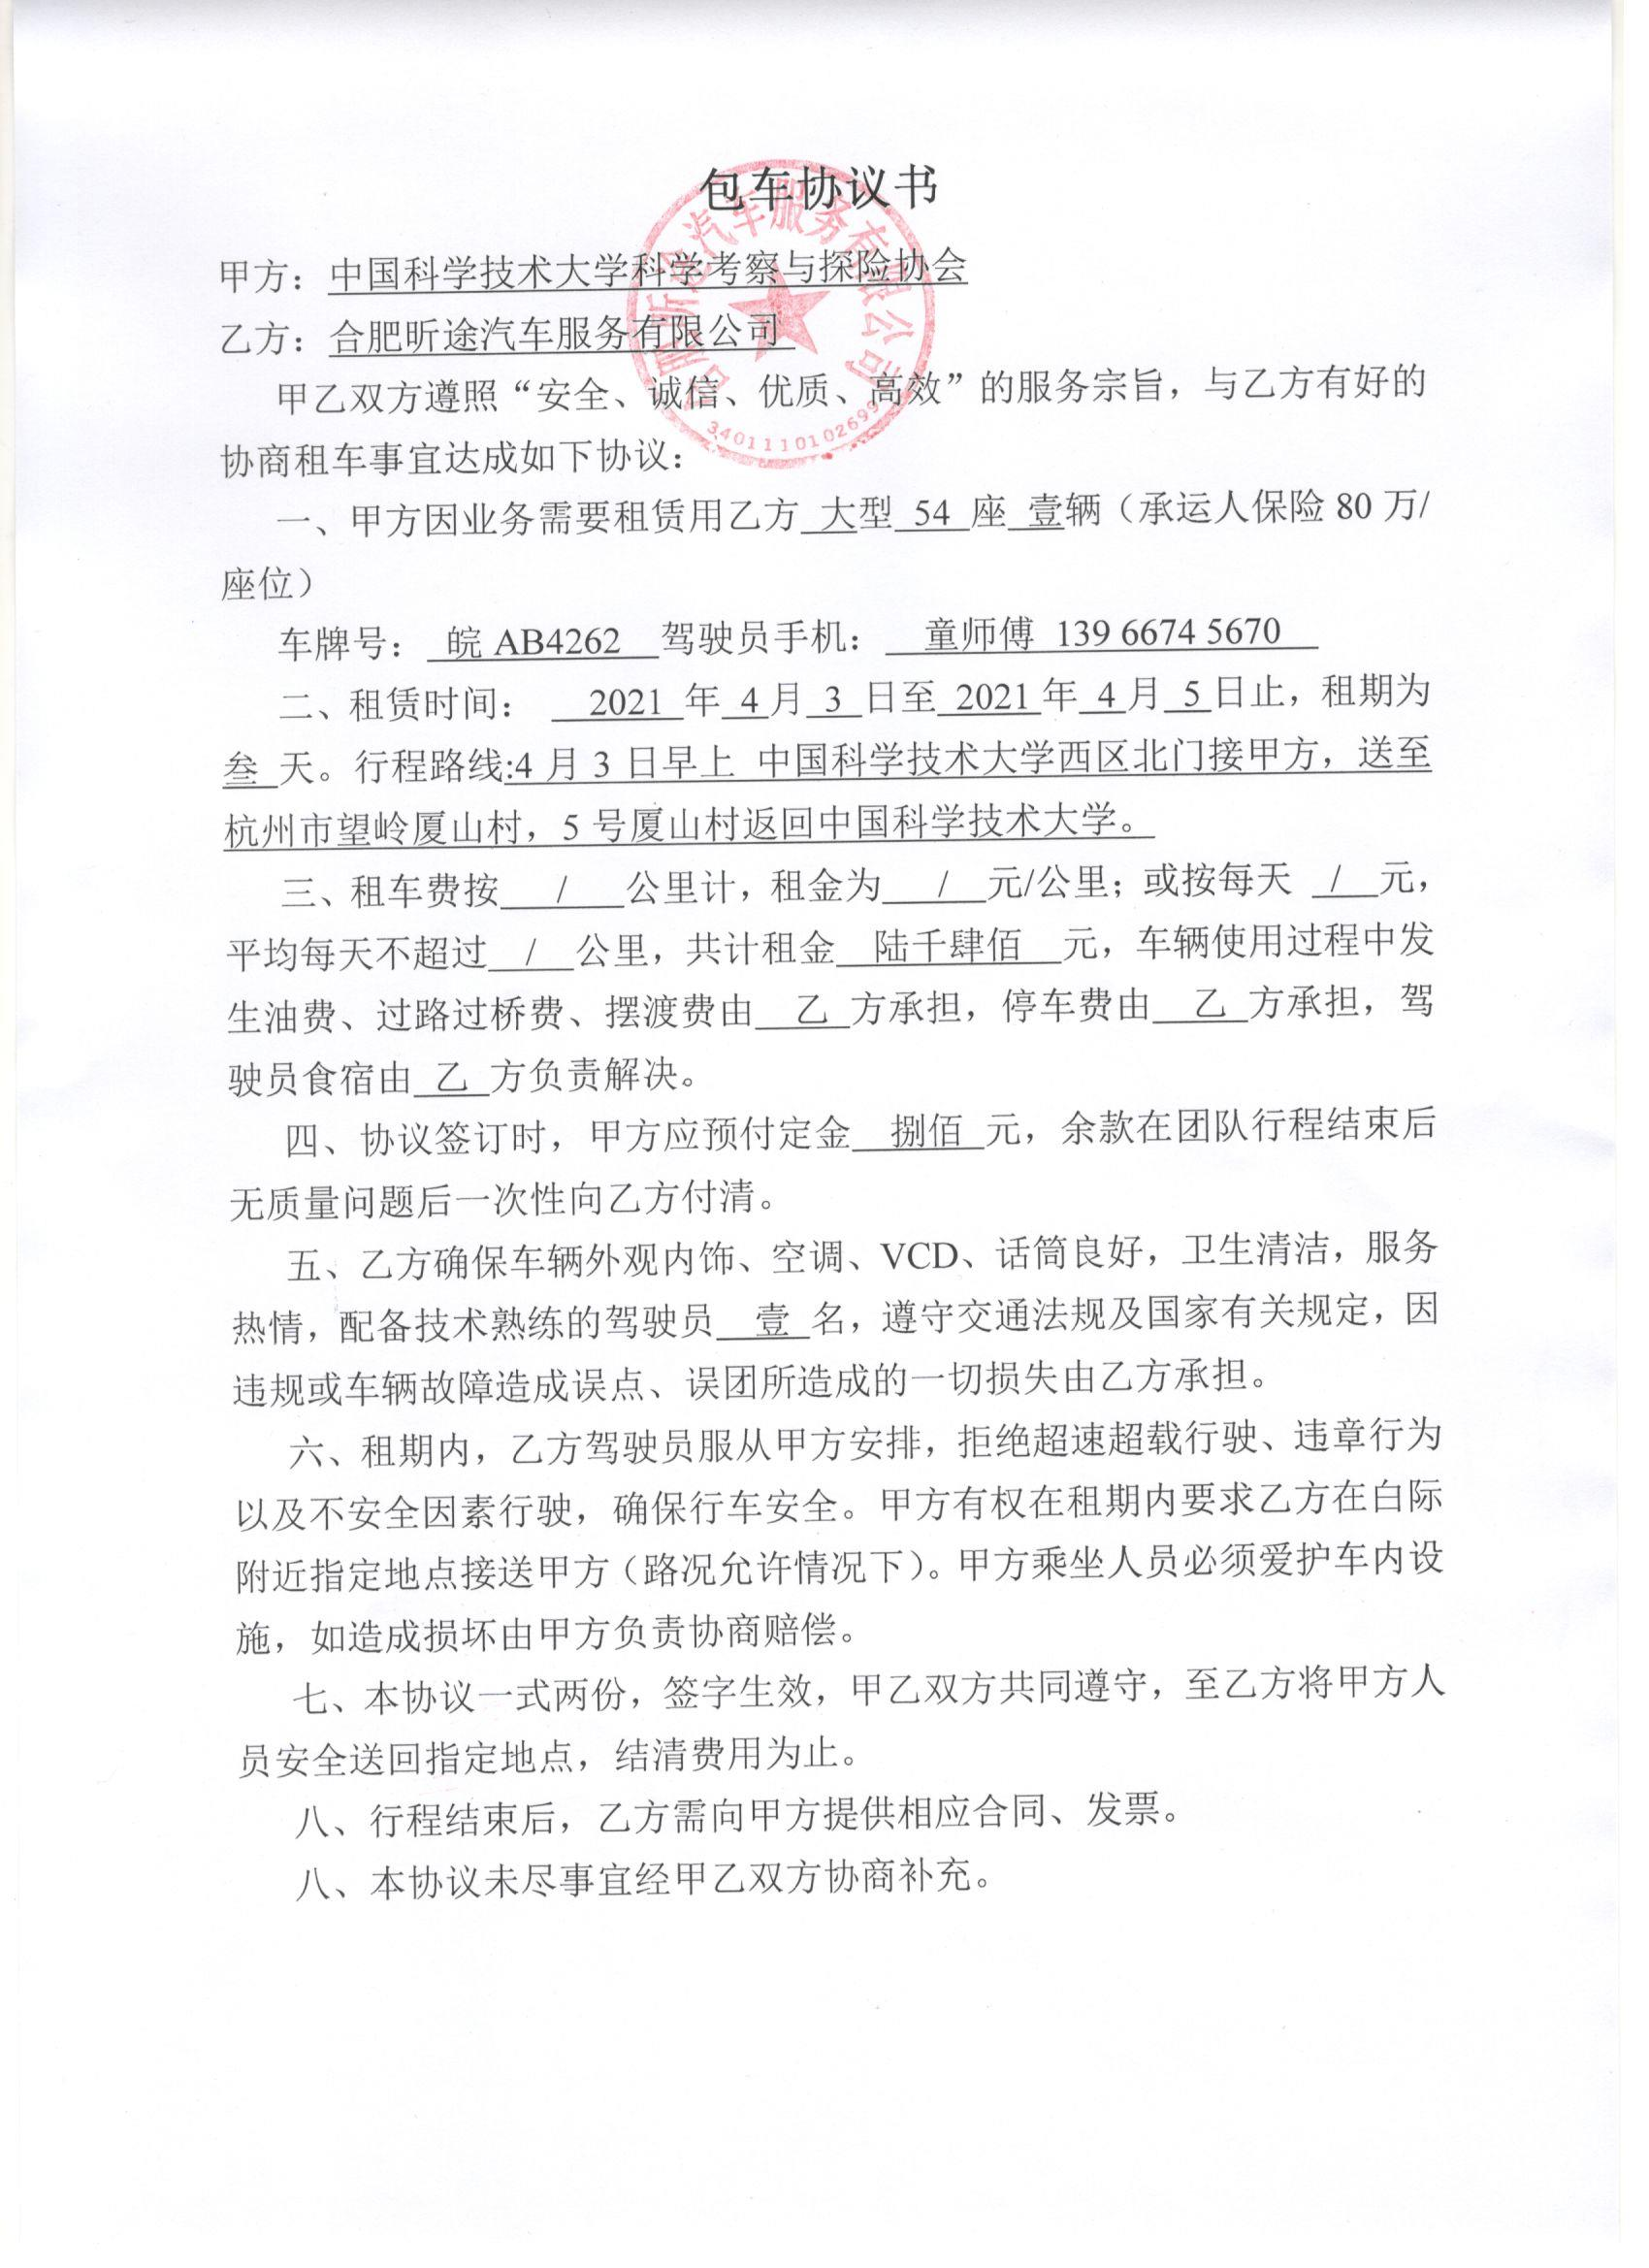 包车协议书
甲方：中国科学技术大学科学考察与探险协会
乙方：合肥昕途汽车服务有限公司
合肥昕途汽车服务有限公司
3401110102699
甲乙双方遵照“安全、诚信、优质、高效”的服务宗旨，与乙方有好的
协商租车事宜达成如下协议：
一、甲方因业务需要租赁用乙方 大型 54 座 壹辆（承运人保险 80 万/
座位）
车牌号： 皖 AB4262 驾驶员手机： 童师傅 139 6674 5670
二、租赁时间： 2021 年 4 月 3 日至 2021 年 4 月 5 日止，租期为
叁 天。行程路线:4 月 3 日早上 中国科学技术大学西区北门接甲方，送至
杭州市望岭厦山村，5 号厦山村返回中国科学技术大学。
三、租车费按 / 公里计，租金为 / 元/公里；或按每天 / 元，
平均每天不超过 / 公里，共计租金 陆千肆佰 元，车辆使用过程中发
生油费、过路过桥费、摆渡费由 乙 方承担，停车费由 乙 方承担，驾
驶员食宿由 乙 方负责解决。
四、协议签订时，甲方应预付定金 捌佰 元，余款在团队行程结束后
无质量问题后一次性向乙方付清。
五、乙方确保车辆外观内饰、空调、VCD、话筒良好，卫生清洁，服务
热情，配备技术熟练的驾驶员 壹 名，遵守交通法规及国家有关规定，因
违规或车辆故障造成误点、误团所造成的一切损失由乙方承担。
六、租期内，乙方驾驶员服从甲方安排，拒绝超速超载行驶、违章行为
以及不安全因素行驶，确保行车安全。甲方有权在租期内要求乙方在白际
附近指定地点接送甲方（路况允许情况下）。甲方乘坐人员必须爱护车内设
施，如造成损坏由甲方负责协商赔偿。
七、本协议一式两份，签字生效，甲乙双方共同遵守，至乙方将甲方人
员安全送回指定地点，结清费用为止。
八、行程结束后，乙方需向甲方提供相应合同、发票。
八、本协议未尽事宜经甲乙双方协商补充。